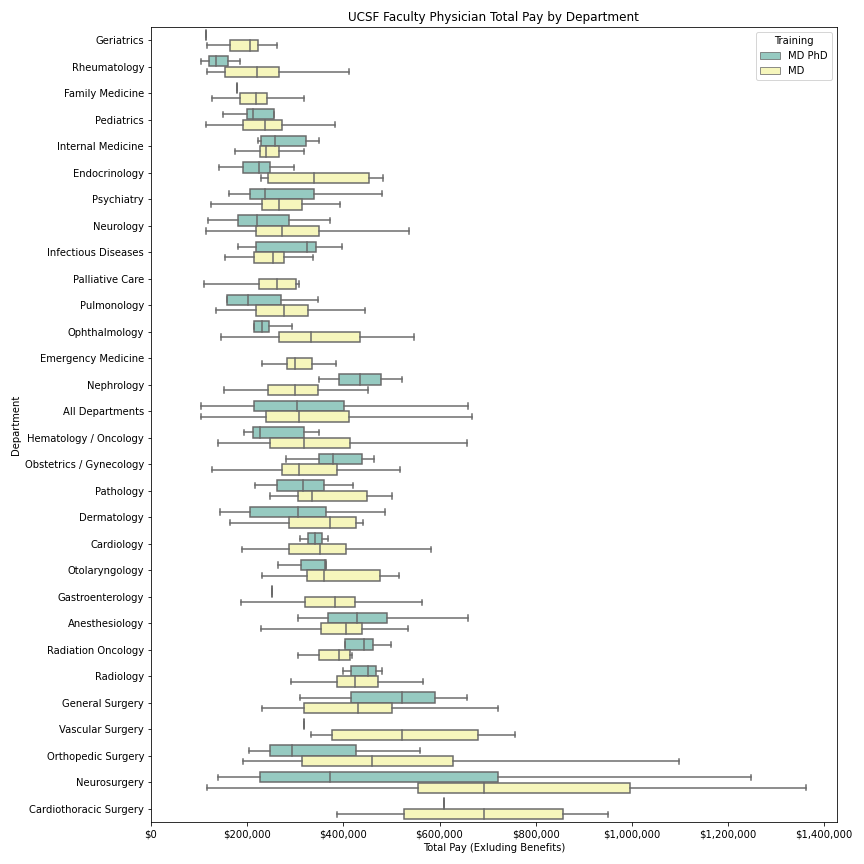 UCSF Faculty Physician Total Pay by Department
Training
MD PhD
MD
Department
Geriatrics
Rheumatology
Family Medicine
Pediatrics
Internal Medicine
Endocrinology
Psychiatry
Neurology
Infectious Diseases
Palliative Care
Pulmonology
Ophthalmology
Emergency Medicine
Nephrology
All Departments
Hematology / Oncology
Obstetrics / Gynecology
Pathology
Dermatology
Cardiology
Otolaryngology
Gastroenterology
Anesthesiology
Radiation Oncology
Radiology
General Surgery
Vascular Surgery
Orthopedic Surgery
Neurosurgery
Cardiothoracic Surgery
$0 $200,000 $400,000 $600,000 $800,000 $1,000,000 $1,200,000 $1,400,000
Total Pay (Exluding Benefits)